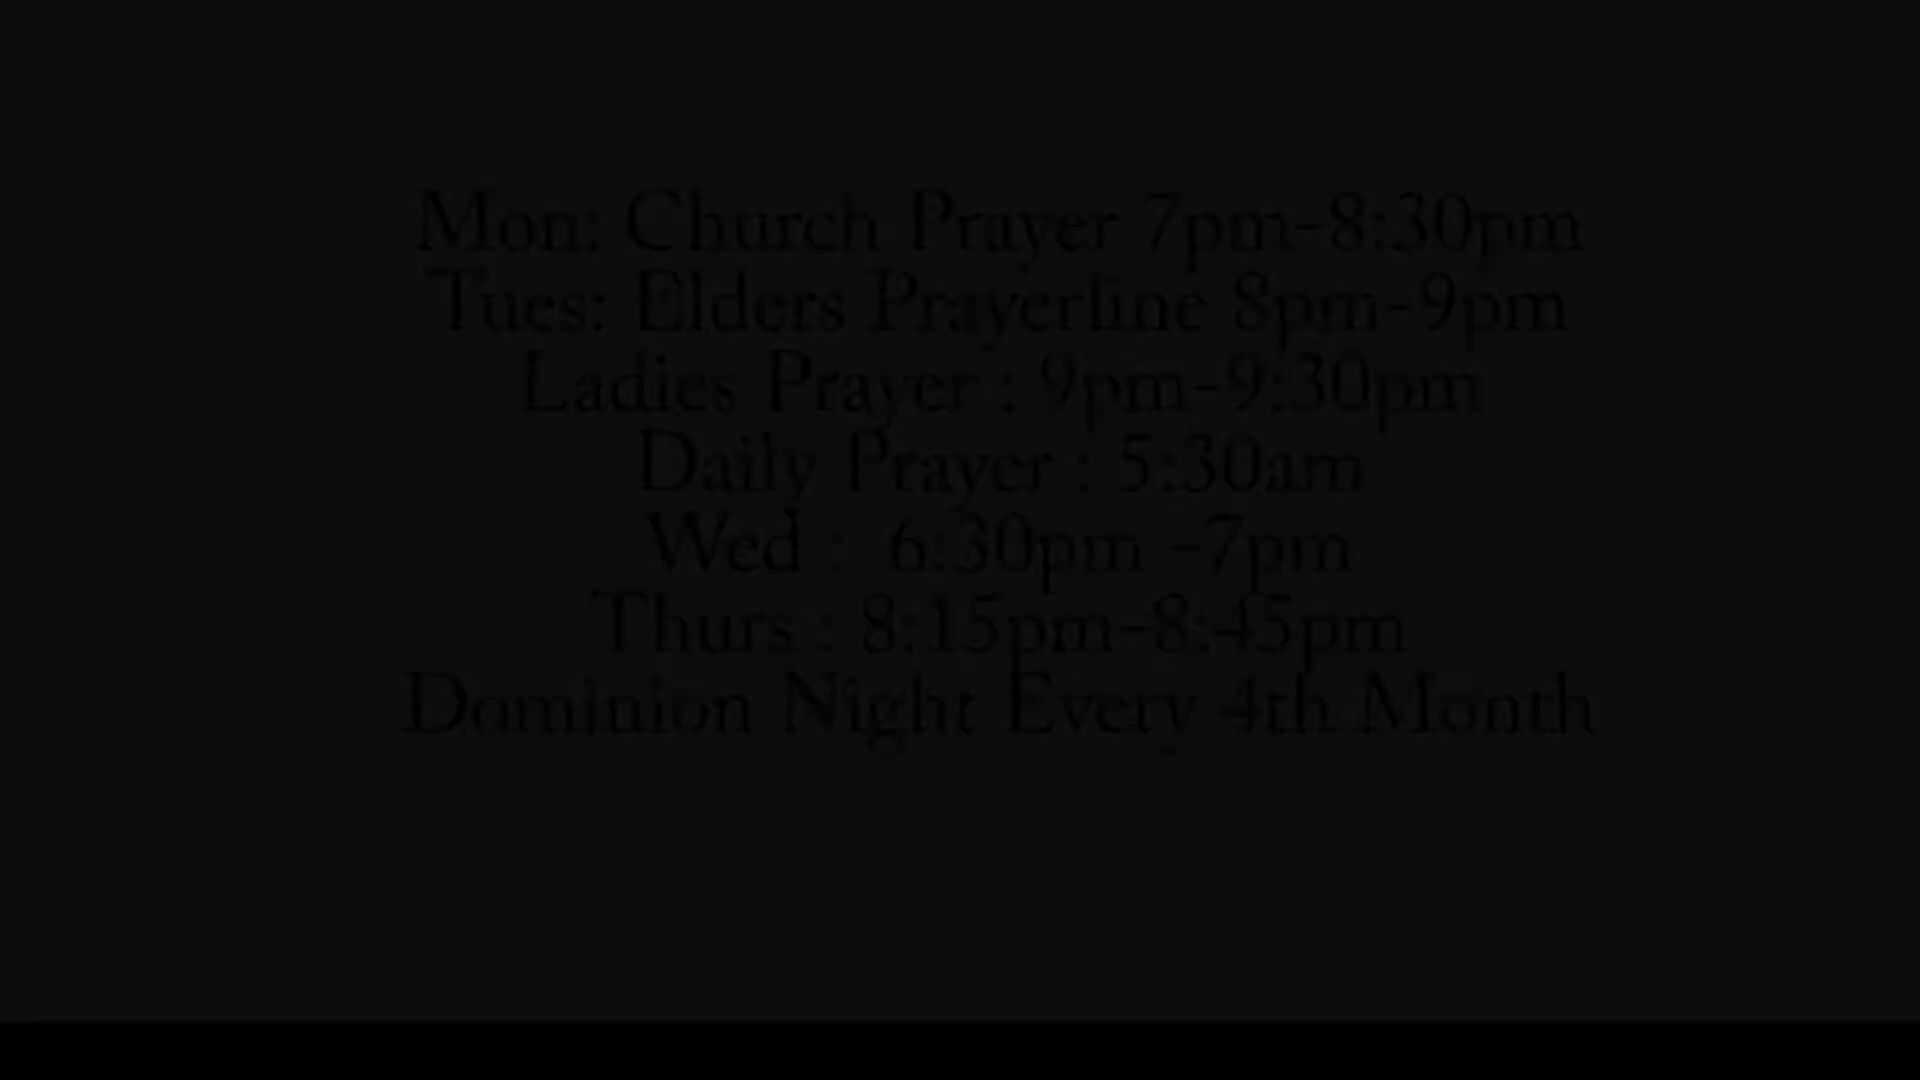 Mon: Church Prayer 7pm-8:30pm
Tues: Elders Prayerline 8pm-9pm
Ladies Prayer : 9pm-9:30pm
Daily Prayer : 5:30am
Wed : 6:30pm -7pm
Thurs : 8:15pm-8:45pm
Dominion Night Every 4th Month